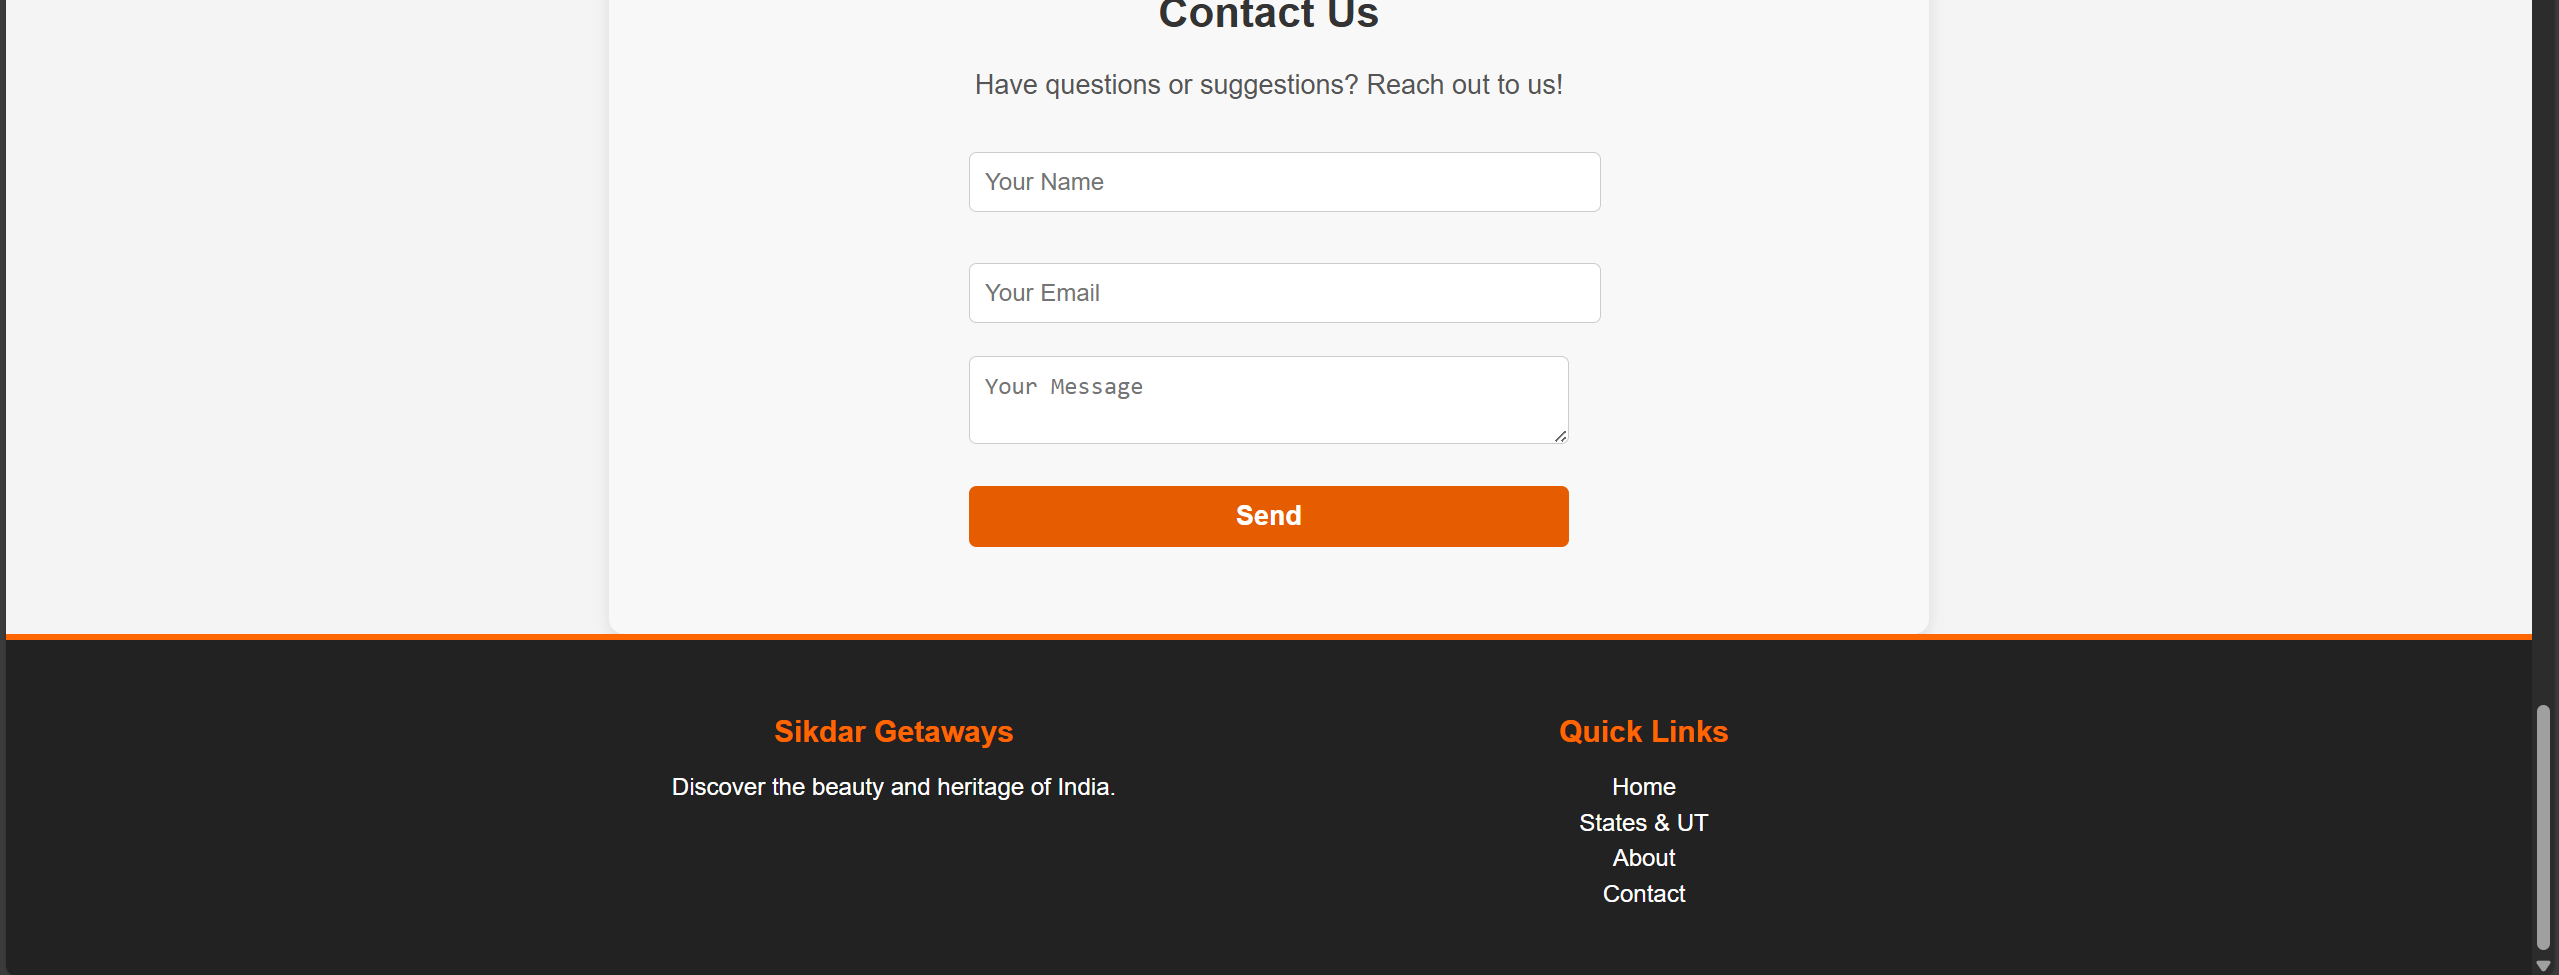 Contact Us
Have questions or suggestions? Reach out to us!
Your Name
Your Email
Your Message
Send
Sikdar Getaways
Discover the beauty and heritage of India.
Quick Links
Home
States & UT
About
Contact